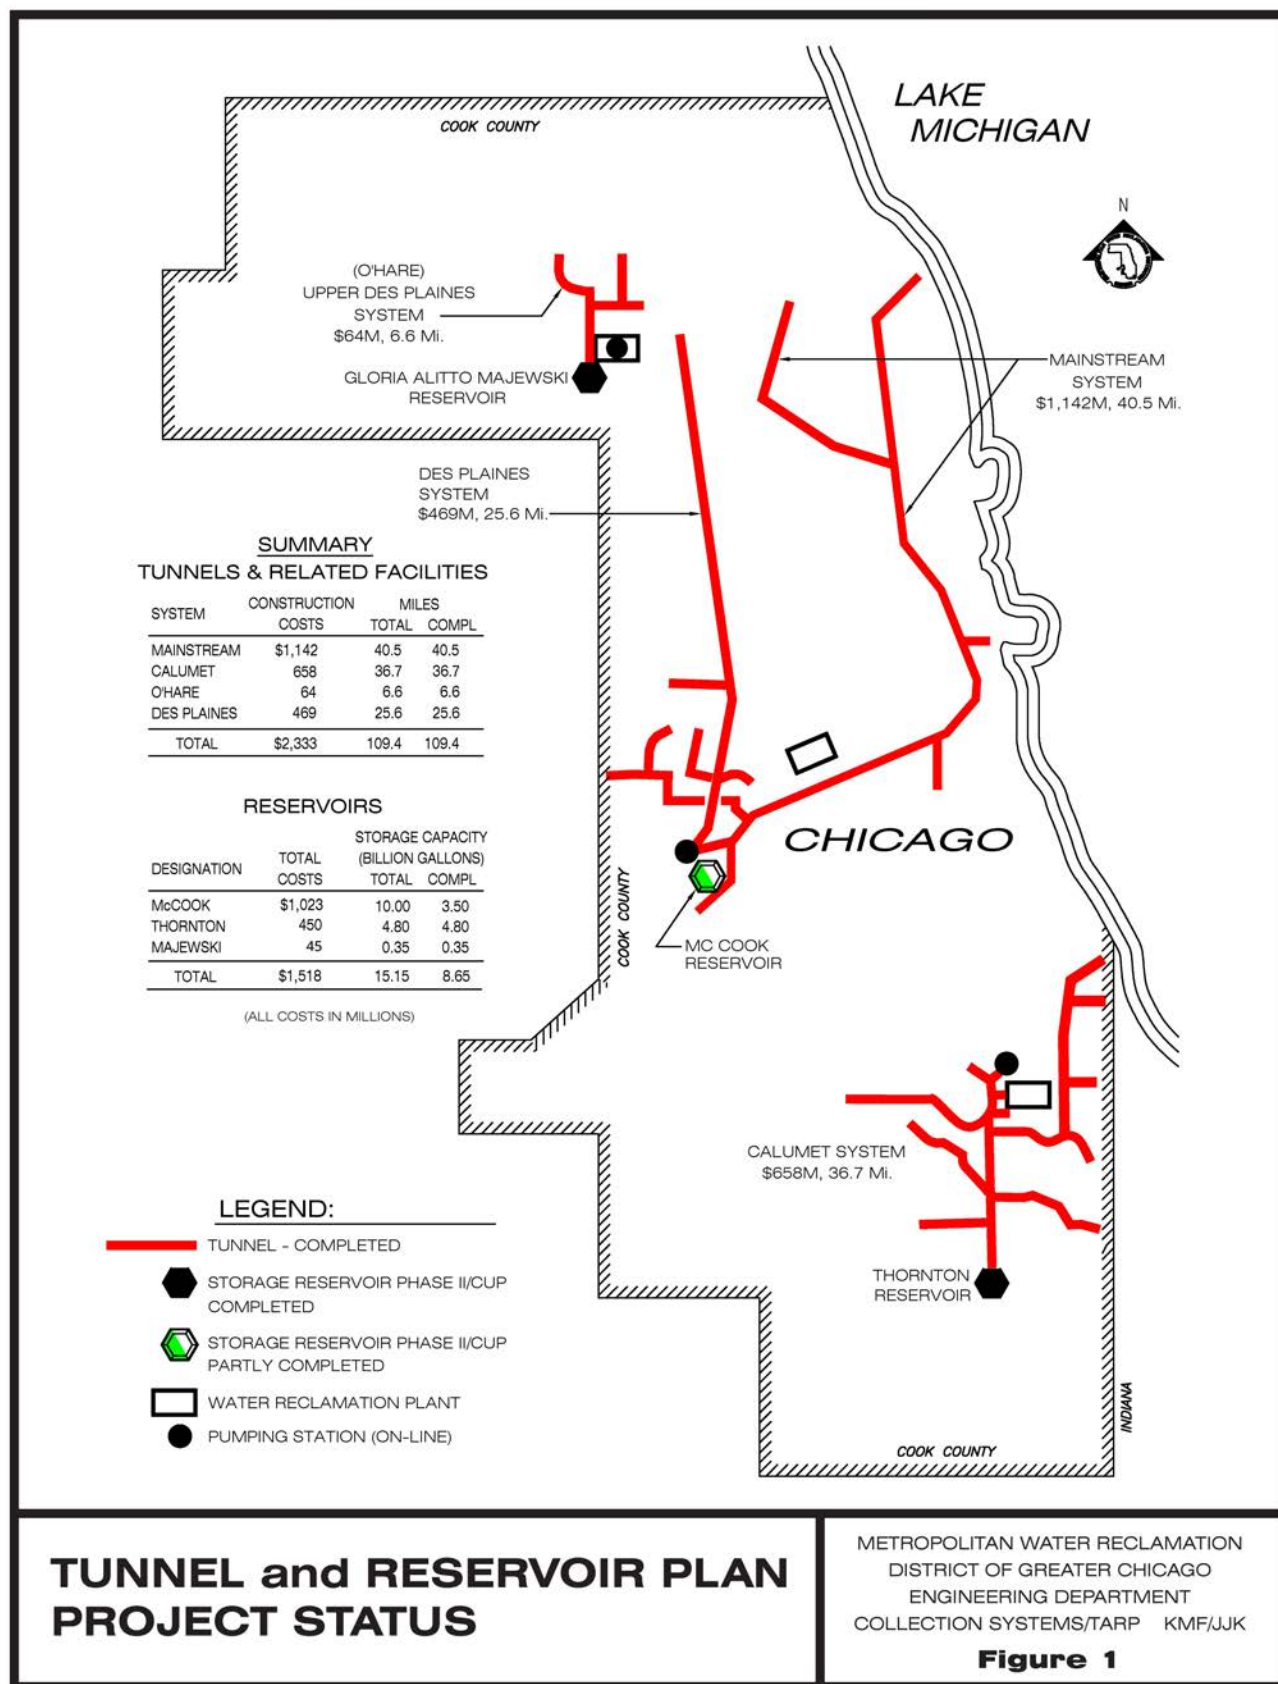 LAKE
MICHIGAN
COOK COUNTY
N
(O'HARE)
UPPER DES PLAINES
SYSTEM
$64M, 6.6 Mi.
GLORIA ALITTO MAJEWSKI
RESERVOIR
MAINSTREAM
SYSTEM
$1,142M, 40.5 Mi.
DES PLAINES
SYSTEM
$469M, 25.6 Mi.
SUMMARY
TUNNELS & RELATED FACILITIES
SYSTEM CONSTRUCTION COSTS MILES TOTAL COMPL
MAINSTREAM $1,142 40.5 40.5
CALUMET 658 36.7 36.7
O'HARE 64 6.6 6.6
DES PLAINES 469 25.6 25.6
TOTAL $2,333 109.4 109.4
RESERVOIRS
DESIGNATION TOTAL COSTS STORAGE CAPACITY (BILLION GALLONS) TOTAL COMPL
McCOOK $1,023 10.00 3.50
THORNTON 450 4.80 4.80
MAJEWSKI 45 0.35 0.35
TOTAL $1,518 15.15 8.65
(ALL COSTS IN MILLIONS)
CHICAGO
COOK COUNTY
MC COOK
RESERVOIR
CALUMET SYSTEM
$658M, 36.7 Mi.
THORNTON
RESERVOIR
INDIANA
COOK COUNTY
LEGEND:
TUNNEL - COMPLETED
STORAGE RESERVOIR PHASE II/CUP
COMPLETED
STORAGE RESERVOIR PHASE II/CUP
PARTLY COMPLETED
WATER RECLAMATION PLANT
PUMPING STATION (ON-LINE)
TUNNEL and RESERVOIR PLAN
PROJECT STATUS
METROPOLITAN WATER RECLAMATION
DISTRICT OF GREATER CHICAGO
ENGINEERING DEPARTMENT
COLLECTION SYSTEMS/TARP KMF/JJK
Figure 1